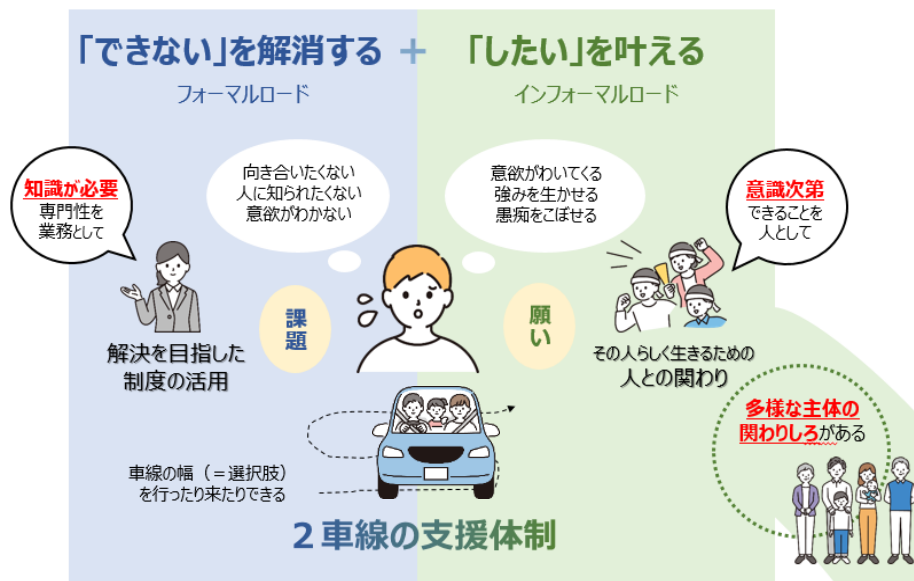 「できない」を解消する + 「したい」を叶える
フォーマルロード
インフォーマルロード
知識が必要
専門性を
業務として
向き合いたくない
人に知られたくない
意欲がわかない
意欲がわいてくる
強みを生かせる
愚痴をこぼせる
意識次第
できることを
人として
課題
願い
解決を目指した
制度の活用
その人らしく生きるための
人との関わり
多様な主体の
関わりしろがある
車線の幅（＝選択肢）
を行ったり来たりできる
２車線の支援体制